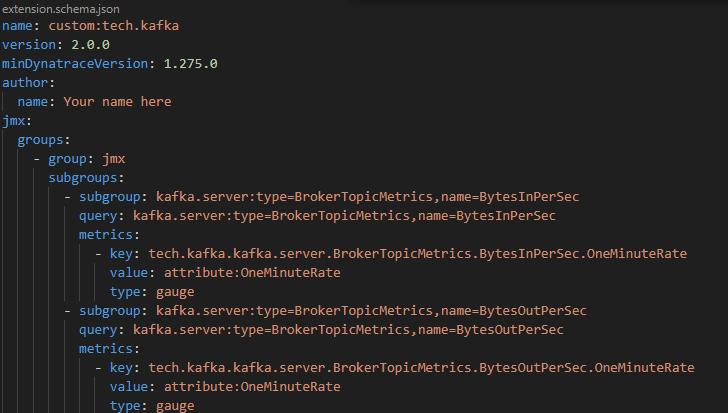 extension.schema.json
name: custom:tech.kafka
version: 2.0.0
minDynatraceVersion: 1.275.0
author:
  name: Your name here
jmx:
  groups:
    - group: jmx
      subgroups:
        - subgroup: kafka.server:type=BrokerTopicMetrics,name=BytesInPerSec
          query: kafka.server:type=BrokerTopicMetrics,name=BytesInPerSec
          metrics:
            - key: tech.kafka.kafka.server.BrokerTopicMetrics.BytesInPerSec.OneMinuteRate
              value: attribute:OneMinuteRate
              type: gauge
        - subgroup: kafka.server:type=BrokerTopicMetrics,name=BytesOutPerSec
          query: kafka.server:type=BrokerTopicMetrics,name=BytesOutPerSec
          metrics:
            - key: tech.kafka.kafka.server.BrokerTopicMetrics.BytesOutPerSec.OneMinuteRate
              value: attribute:OneMinuteRate
              type: gauge